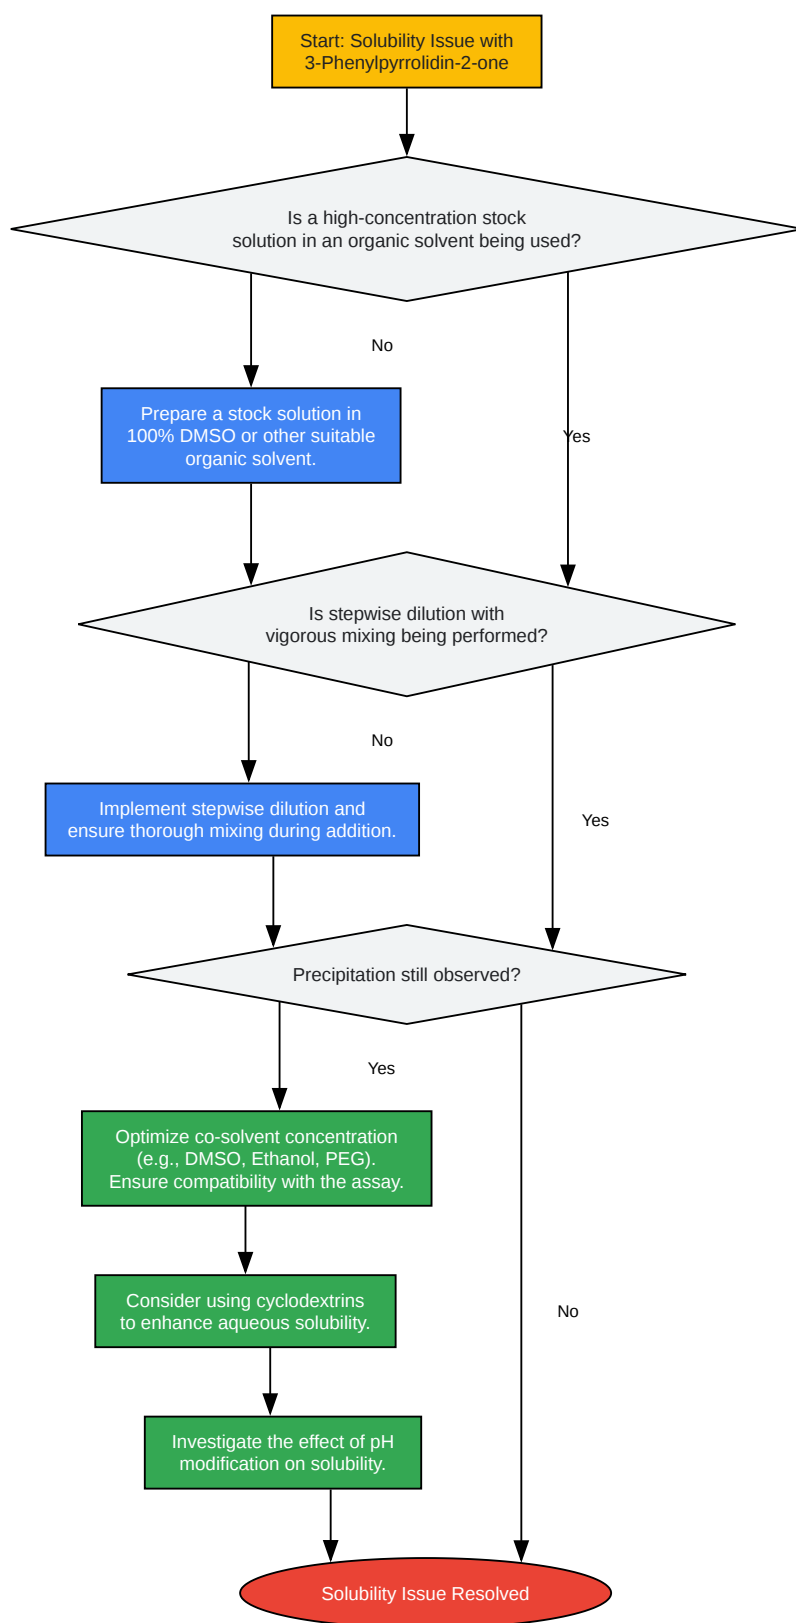 Start: Solubility Issue with
3-Phenylpyrrolidin-2-one
Is a high-concentration stock
solution in an organic solvent being used?
No
Prepare a stock solution in
100% DMSO or other suitable
organic solvent.
Yes
Is stepwise dilution with
vigorous mixing being performed?
No
Implement stepwise dilution and
ensure thorough mixing during addition.
Yes
Precipitation still observed?
Yes
Optimize co-solvent concentration
(e.g., DMSO, Ethanol, PEG).
Ensure compatibility with the assay.
Consider using cyclodextrins
to enhance aqueous solubility.
No
Investigate the effect of pH
modification on solubility.
Solubility Issue Resolved